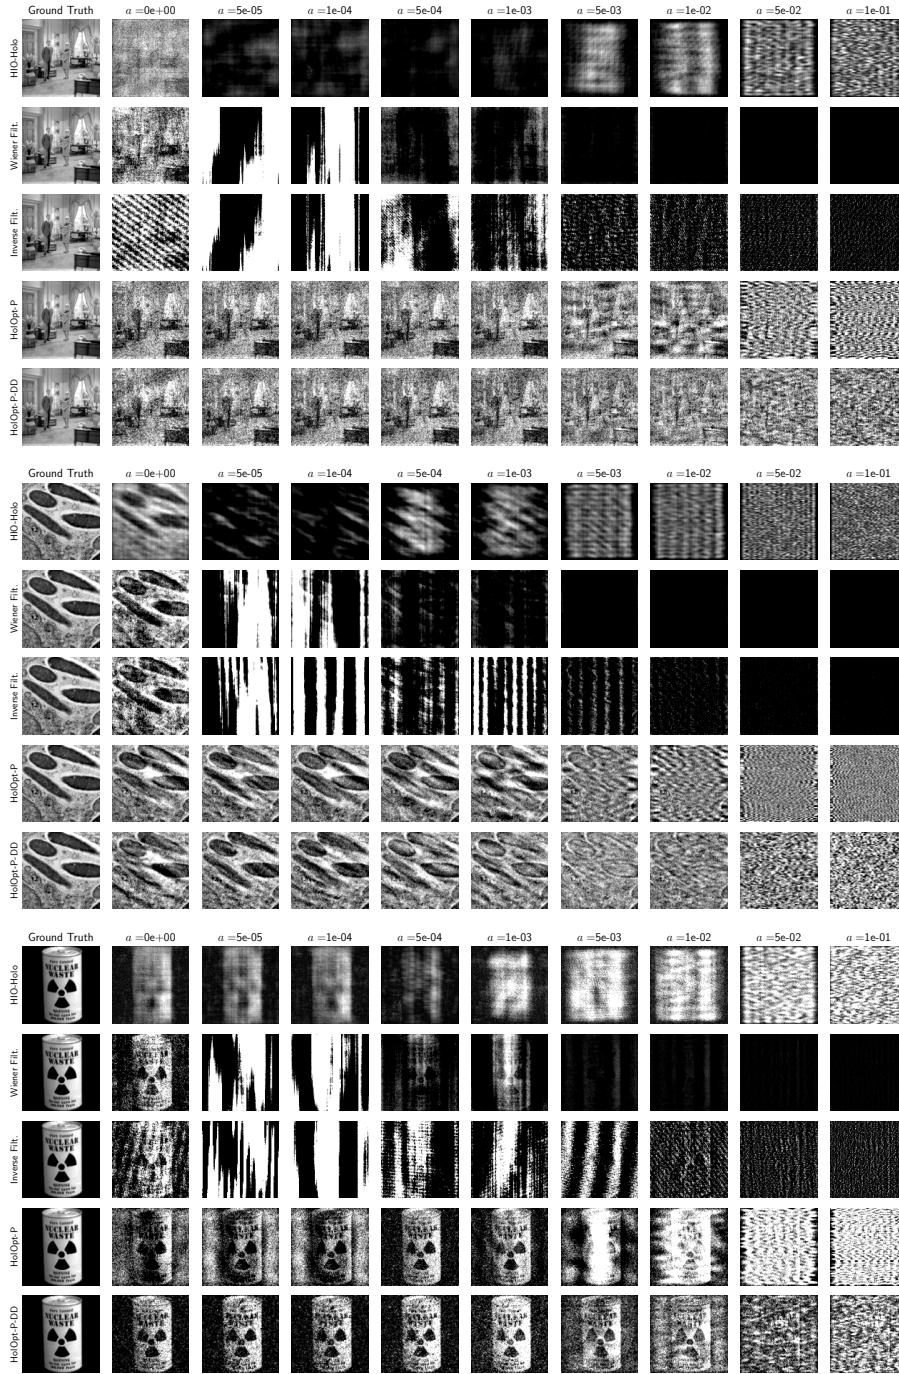 Ground Truth a =0e+00 a =5e-05 a =1e-04 a =5e-04 a =1e-03 a =5e-03 a =1e-02 a =5e-02 a =1e-01
HIO-Holo
Wiener Filt.
Inverse Filt.
HolOpt-P
HolOpt-P-DD
Ground Truth a =0e+00 a =5e-05 a =1e-04 a =5e-04 a =1e-03 a =5e-03 a =1e-02 a =5e-02 a =1e-01
HIO-Holo
Wiener Filt.
Inverse Filt.
HolOpt-P
HolOpt-P-DD
Ground Truth a =0e+00 a =5e-05 a =1e-04 a =5e-04 a =1e-03 a =5e-03 a =1e-02 a =5e-02 a =1e-01
HIO-Holo
NUCLEAR
WASTE
Wiener Filt.
NUCLEAR
WASTE
Inverse Filt.
NUCLEAR
WASTE
HolOpt-P
NUCLEAR
WASTE
HolOpt-P-DD
NUCLEAR
WASTE